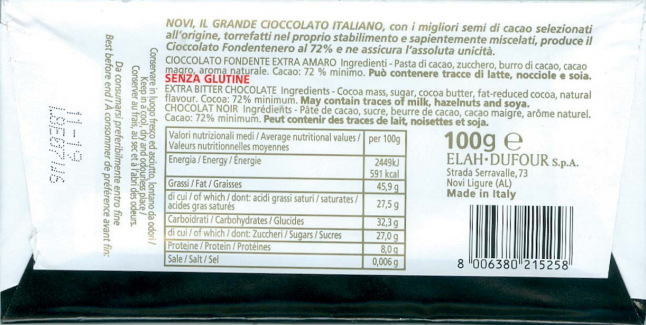 NOVI, IL GRANDE CIOCCOLATO ITALIANO, con i migliori semi di cacao selezionati
all'origine, torrefatti nel proprio stabilimento e sapientemente miscelati, produce il
Cioccolato Fondentenero al 72% e ne assicura l'assoluta unicità.
CIOCCOLATO FONDENTE EXTRA AMARO Ingredienti - Pasta di cacao, zucchero, burro di cacao, cacao
magro, aroma naturale. Cacao: 72 % minimo. Può contenere tracce di latte, nocciole e soia.
SENZA GLUTINE
EXTRA BITTER CHOCOLATE Ingredients - Cocoa mass, sugar, cocoa butter, fat-reduced cocoa, natural
flavour. Cocoa: 72% minimum. May contain traces of milk, hazelnuts and soya.
CHOCOLAT NOIR Ingrédients - Pâte de cacao, sucre, beurre de cacao, cacao maigre, arôme naturel.
Cacao: 72% minimum. Peut contenir des traces de lait, noisettes et soja.
Valori nutrizionali medi / Average nutritional values / Valeurs nutritionnelles moyennes per 100g
Energia / Energy / Énergie 2449kJ
591 kcal
Grassi / Fat / Graisses 45,9 g
di cui / of which / dont: acidi grassi saturi / saturates / acides gras saturés 27,5 g
Carboidrati / Carbohydrates / Glucides 32,3 g
di cui / of which / dont: Zuccheri / Sugars / Sucres 27,0 g
Proteine / Protein / Protéines 8,0 g
Sale / Salt / Sel 0,006 g
100g e
ELAH-DUFOUR S.p.A.
Strada Serravalle, 73
Novi Ligure (AL)
Made in Italy
8 006380 215258
Conservare in luogo fresco ed asciutto, lontano da odori /
Keep in a cool, dry and odourless place /
Conserver au frais, au sec et à l'abri des odeurs.
Da consumarsi preferibilmente entro fine
Best before end / A consommer de préférence avant fin:
11-19